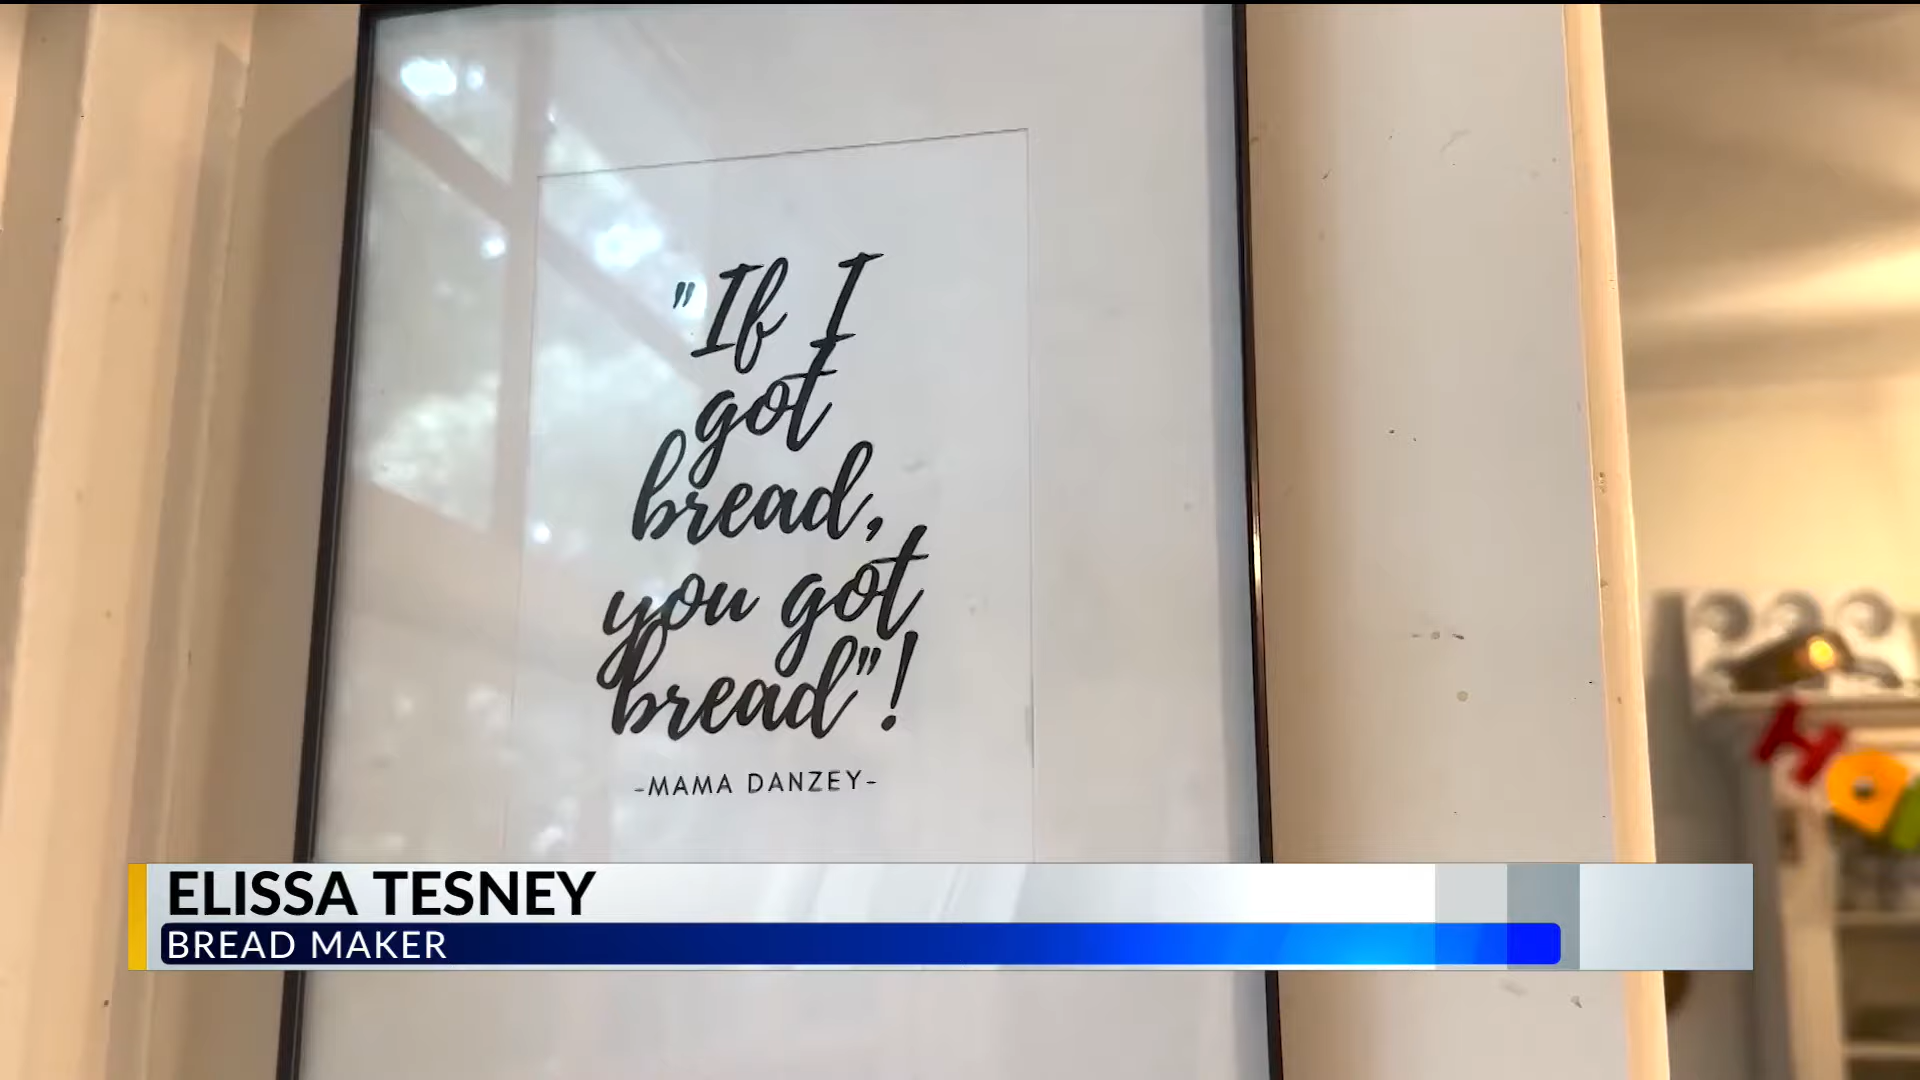 "If I
got
bread,
you got
bread"!
-MAMA DANZEY-
ELISSA TESNEY
BREAD MAKER